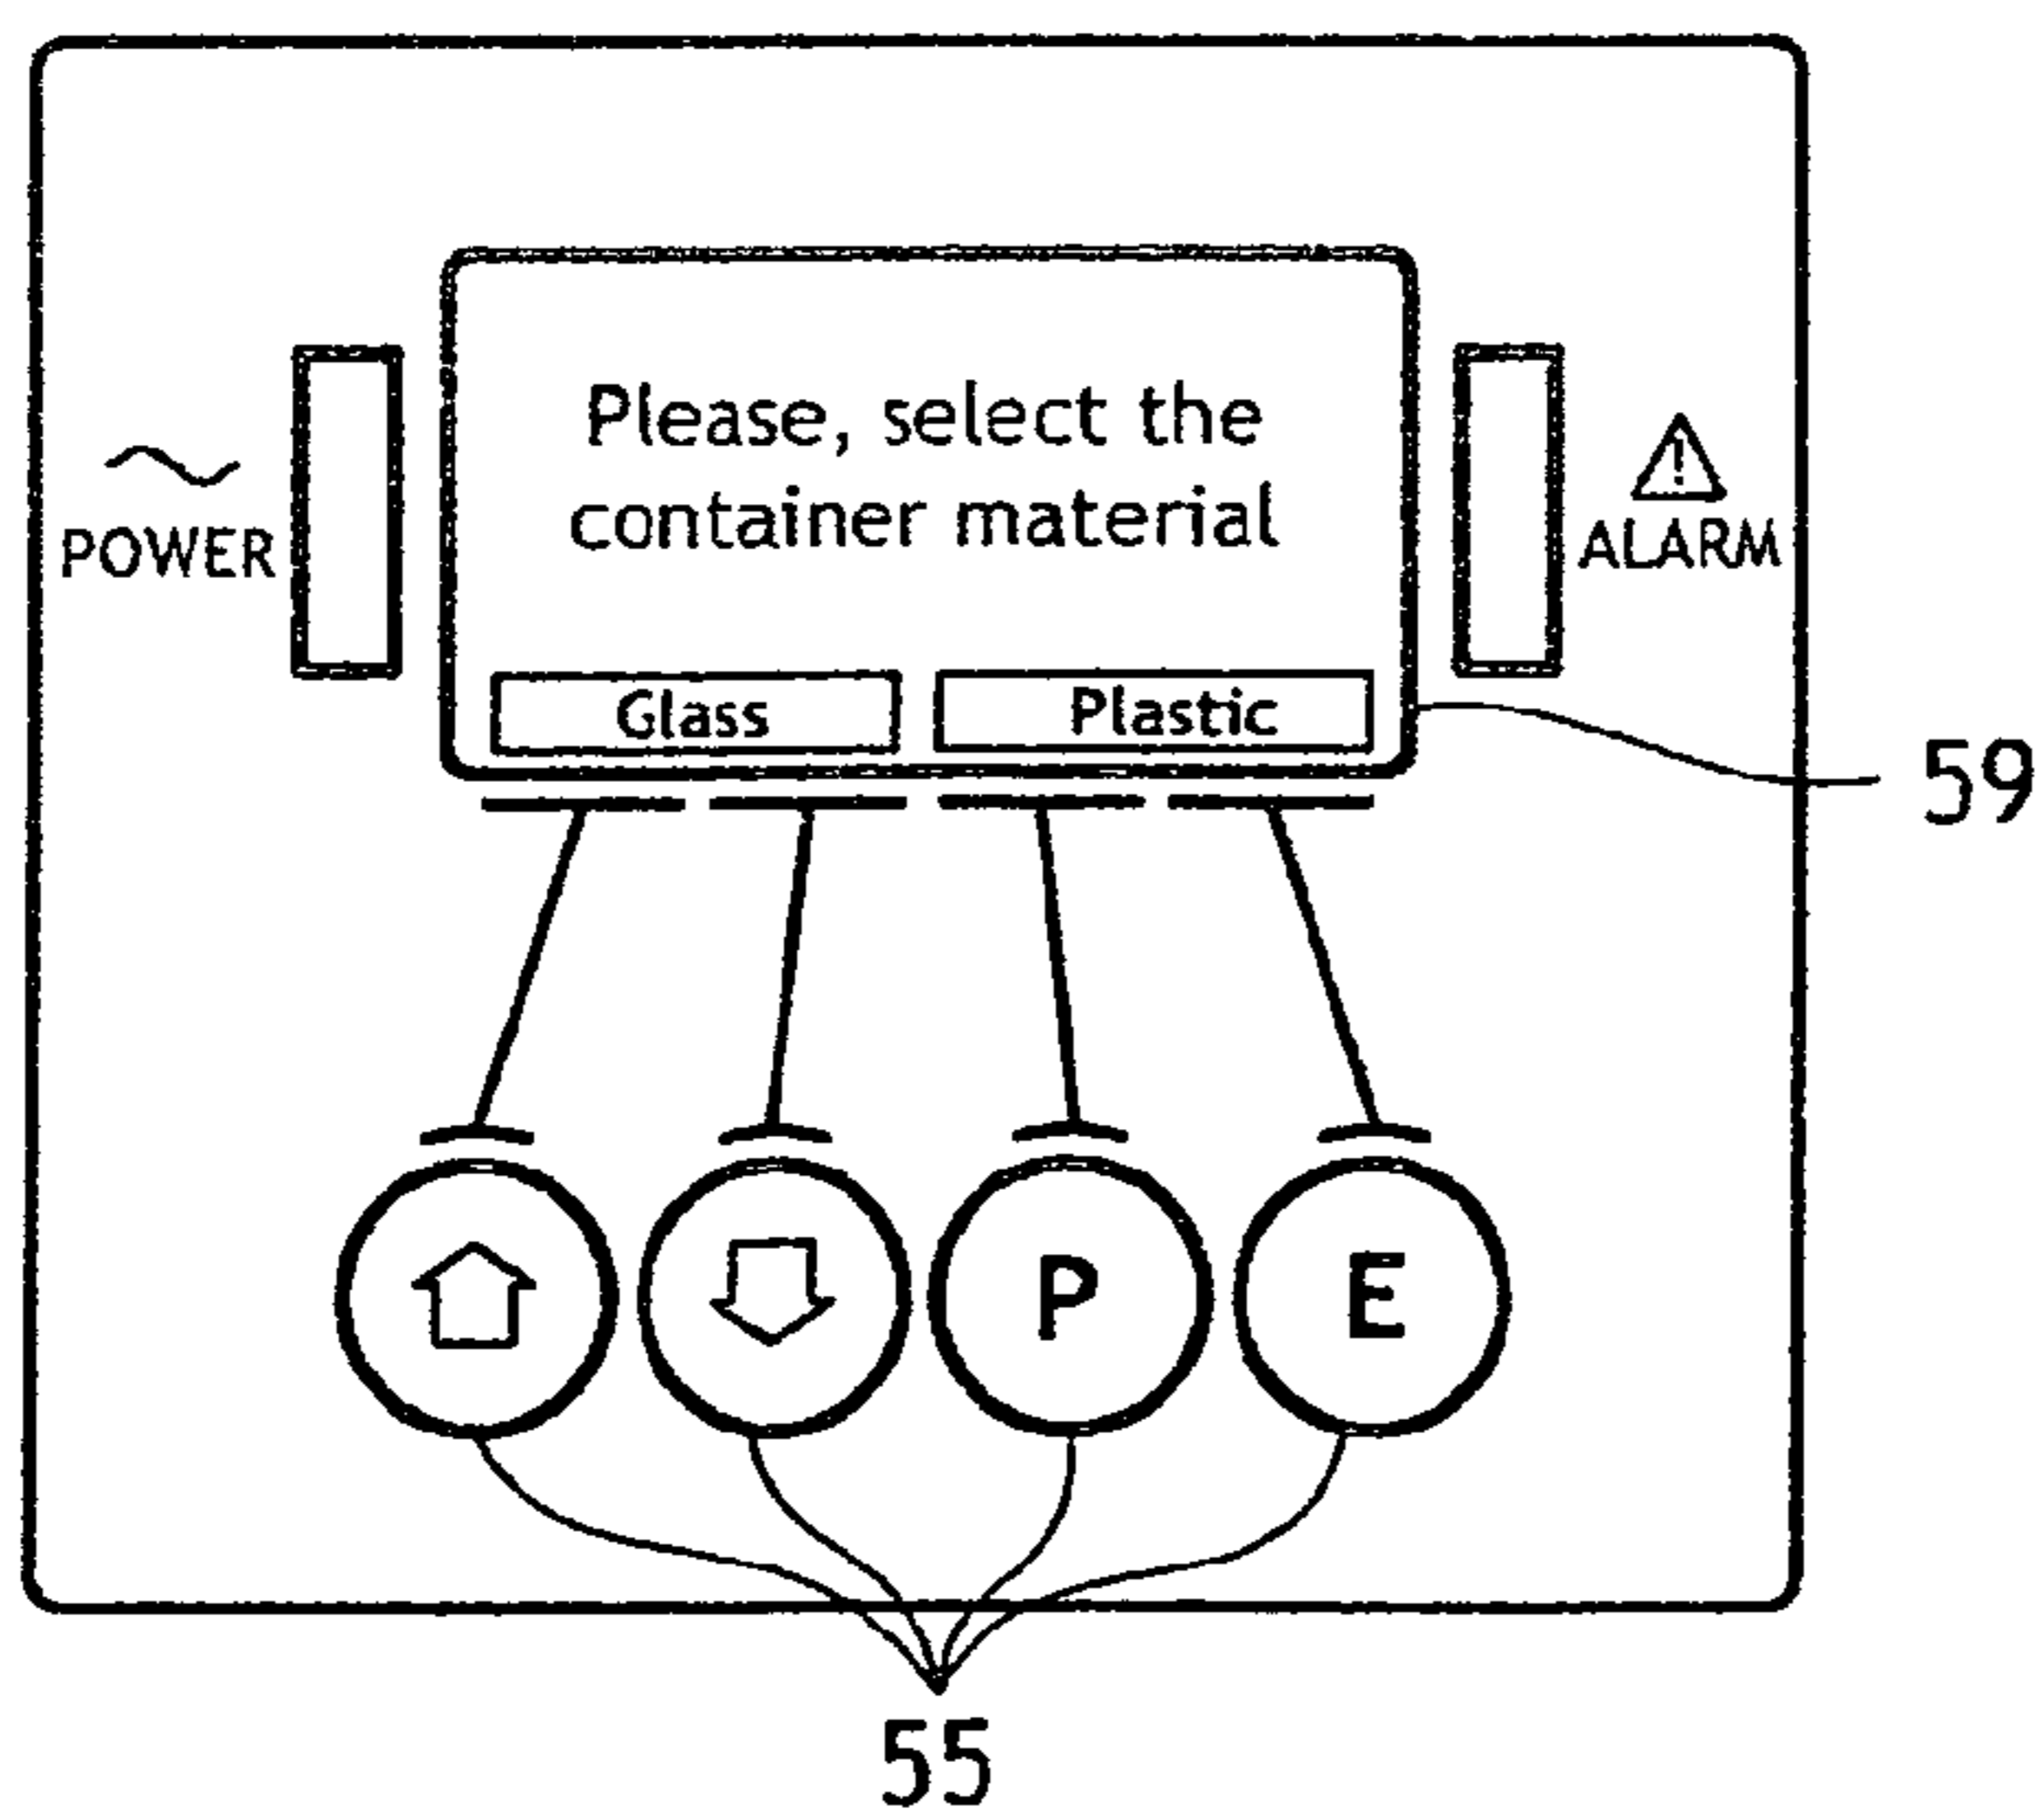 Please, select the
container material
POWER
ALARM
Glass
Plastic
59
P
E
55